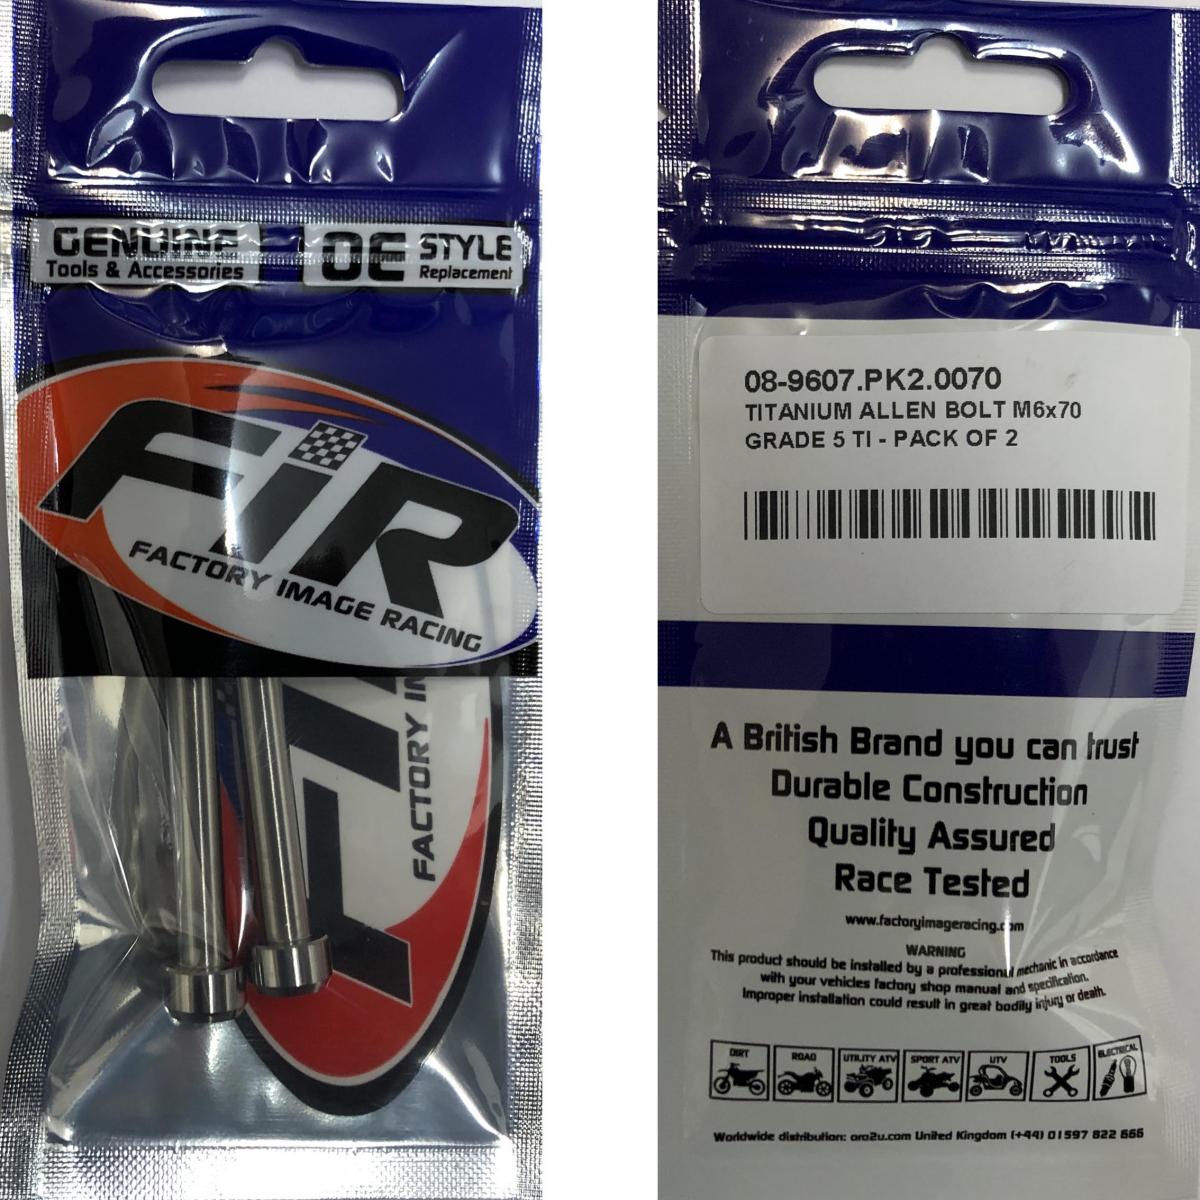 GENUINE
Tools & Accessories
OE STYLE
Replacement
FiR
FACTORY IMAGE RACING
FACTORY
08-9607.PK2.0070
TITANIUM ALLEN BOLT M6x70
GRADE 5 TI - PACK OF 2
A British Brand you can trust
Durable Construction
Quality Assured
Race Tested
www.factoryimageracing.com
WARNING
This product should be installed by a professional mechanic in accordance
with your vehicles factory shop manual and specification.
Improper installation could result in great bodily injury or death.
DIRT ROAD UTILITY ATV SPORT ATV UTV TOOLS ELECTRICAL
Worldwide distribution: oro2u.com United Kingdom (+44) 01597 822 666